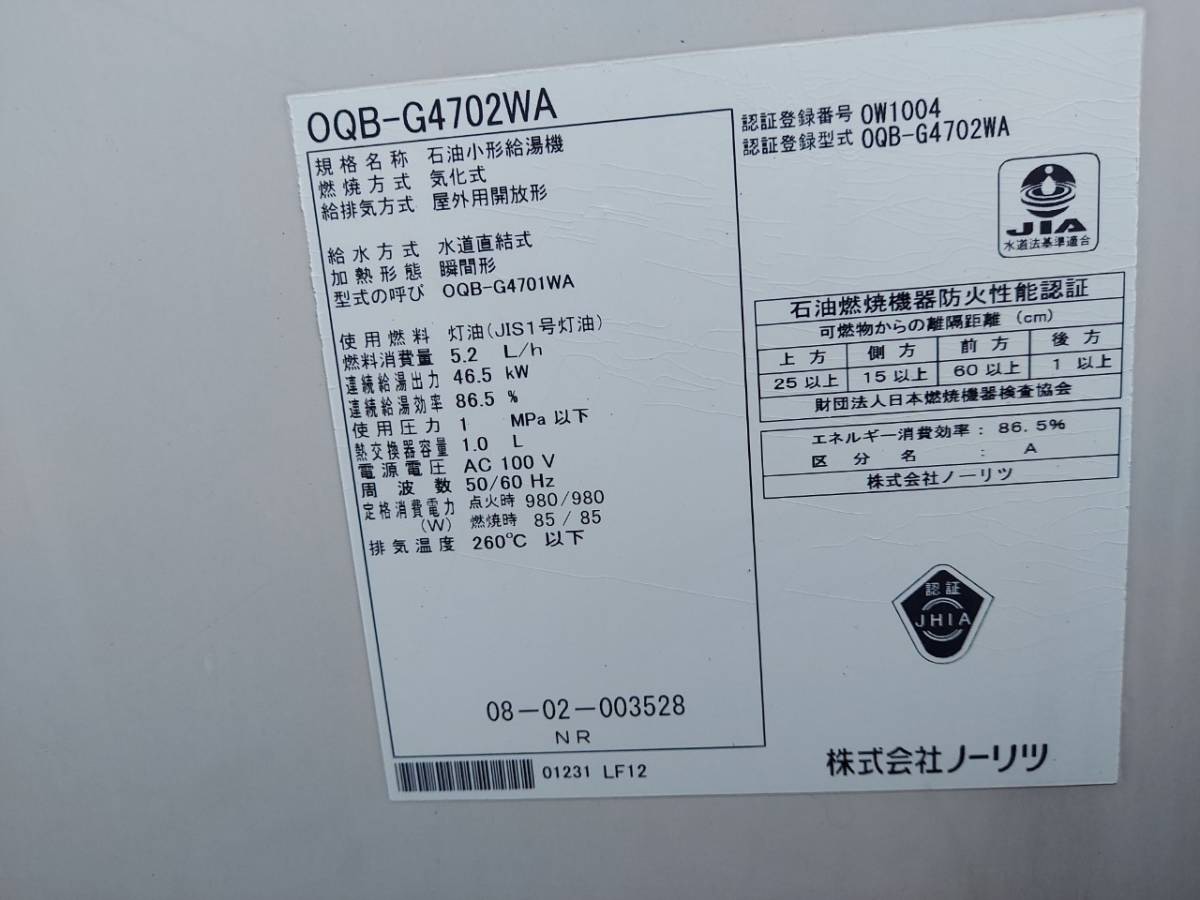 OQB-G4702WA
規格名称 石油小形給湯機
燃焼方式 気化式
給排気方式 屋外用開放形
給水方式 水道直結式
加熱形態 瞬間形
型式の呼び OQB-G4701WA
使用燃料 灯油(JIS1号灯油)
燃料消費量 5.2 L/h
連続給湯出力 46.5 kW
連続給湯効率 86.5 %
使用圧力 1 MPa 以下
熱交換器容量 1.0 L
電源電圧 AC 100 V
周波数 50/60 Hz
定格消費電力 点火時 980/980
(W) 燃焼時 85/85
排気温度 260℃ 以下
08-02-003528
NR
01231 LF12
認証登録番号 OW1004
認証登録型式 OQB-G4702WA
JIA
水道法基準適合
石油燃焼機器防火性能認証
可燃物からの離隔距離 (cm)
上方 側方 前方 後方
25以上 15以上 60以上 1以上
財団法人日本燃焼機器検査協会
エネルギー消費効率: 86.5%
区分名 : A
株式会社ノーリツ
認証
JHIA
株式会社ノーリツ